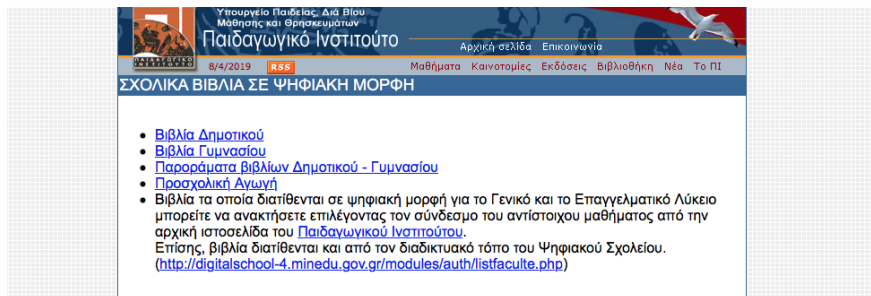 Υπουργείο Παιδείας, Διά Βίου
Μάθησης και Θρησκευμάτων
Παιδαγωγικό Ινστιτούτο
Αρχική σελίδα Επικοινωνία
ΠΑΙΔΑΓΩΓΙΚΟ
ΙΝΣΤΙΤΟΥΤΟ
8/4/2019 RSS Μαθήματα Καινοτομίες Εκδόσεις Βιβλιοθήκη Νέα Το ΠΙ
ΣΧΟΛΙΚΑ ΒΙΒΛΙΑ ΣΕ ΨΗΦΙΑΚΗ ΜΟΡΦΗ
• Βιβλία Δημοτικού
• Βιβλία Γυμνασίου
• Παροράματα βιβλίων Δημοτικού - Γυμνασίου
• Προσχολική Αγωγή
• Βιβλία τα οποία διατίθενται σε ψηφιακή μορφή για το Γενικό και το Επαγγελματικό Λύκειο
μπορείτε να ανακτήσετε επιλέγοντας τον σύνδεσμο του αντίστοιχου μαθήματος από την
αρχική ιστοσελίδα του Παιδαγωγικού Ινστιτούτου.
Επίσης, βιβλία διατίθενται και από τον διαδικτυακό τόπο του Ψηφιακού Σχολείου.
(http://digitalschool-4.minedu.gov.gr/modules/auth/listfaculte.php)